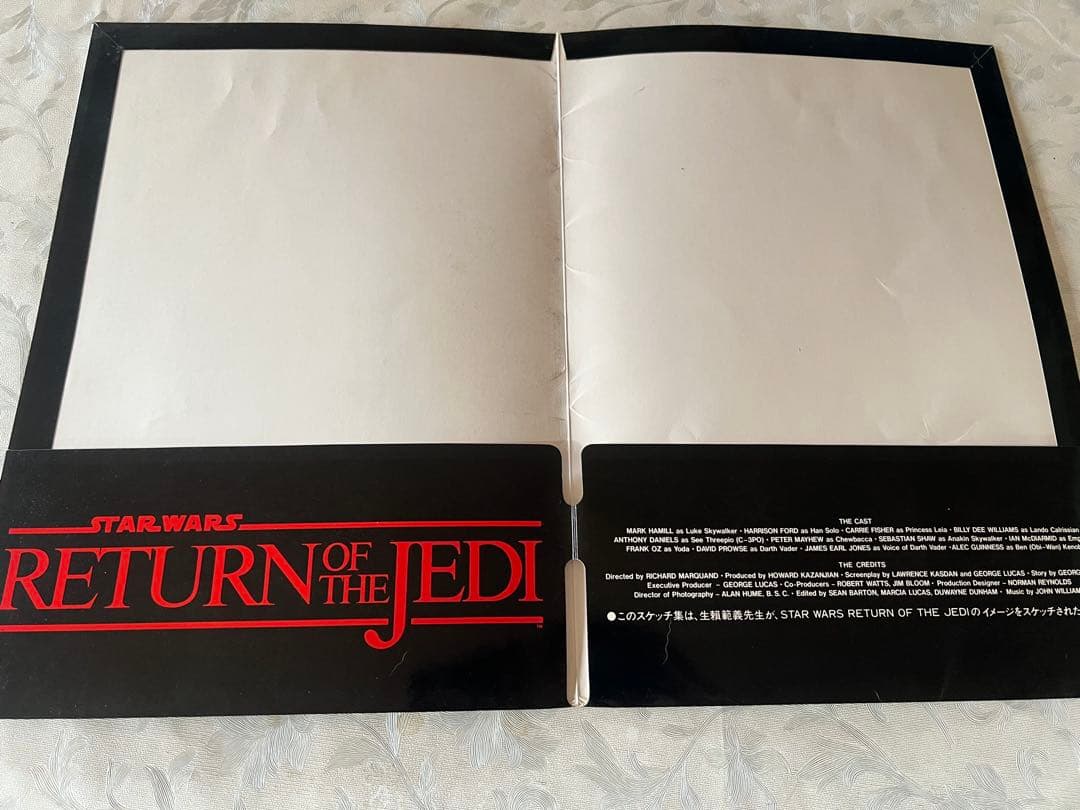 STAR WARS
RETURN OF THE JEDI
™
THE CAST
MARK HAMILL as Luke Skywalker · HARRISON FORD as Han Solo · CARRIE FISHER as Princess Leia · BILLY DEE WILLIAMS as Lando Calrissian
ANTHONY DANIELS as See Threepio (C-3PO) · PETER MAYHEW as Chewbacca · SEBASTIAN SHAW as Anakin Skywalker · IAN McDIARMID as
FRANK OZ as Yoda · DAVID PROWSE as Darth Vader · JAMES EARL JONES as Voice of Darth Vader · ALEC GUINNESS as Ben (Obi-Wan)
THE CREDITS
Directed by RICHARD MARQUAND · Produced by HOWARD KAZANJIAN · Screenplay by LAWRENCE KASDAN and GEORGE LUCAS · Story by GEORGE
Executive Producer – GEORGE LUCAS · Co-Producers – ROBERT WATTS, JIM BLOOM · Production Designer – NORMAN REYNOLDS
Director of Photography – ALAN HUME, B. S. C. · Edited by SEAN BARTON, MARCIA LUCAS, DUWAYNE DUNHAM · Music by JOHN
●このスケッチ集は、生頼範義先生が、STAR WARS RETURN OF THE JEDIのイメージをスケッチされた